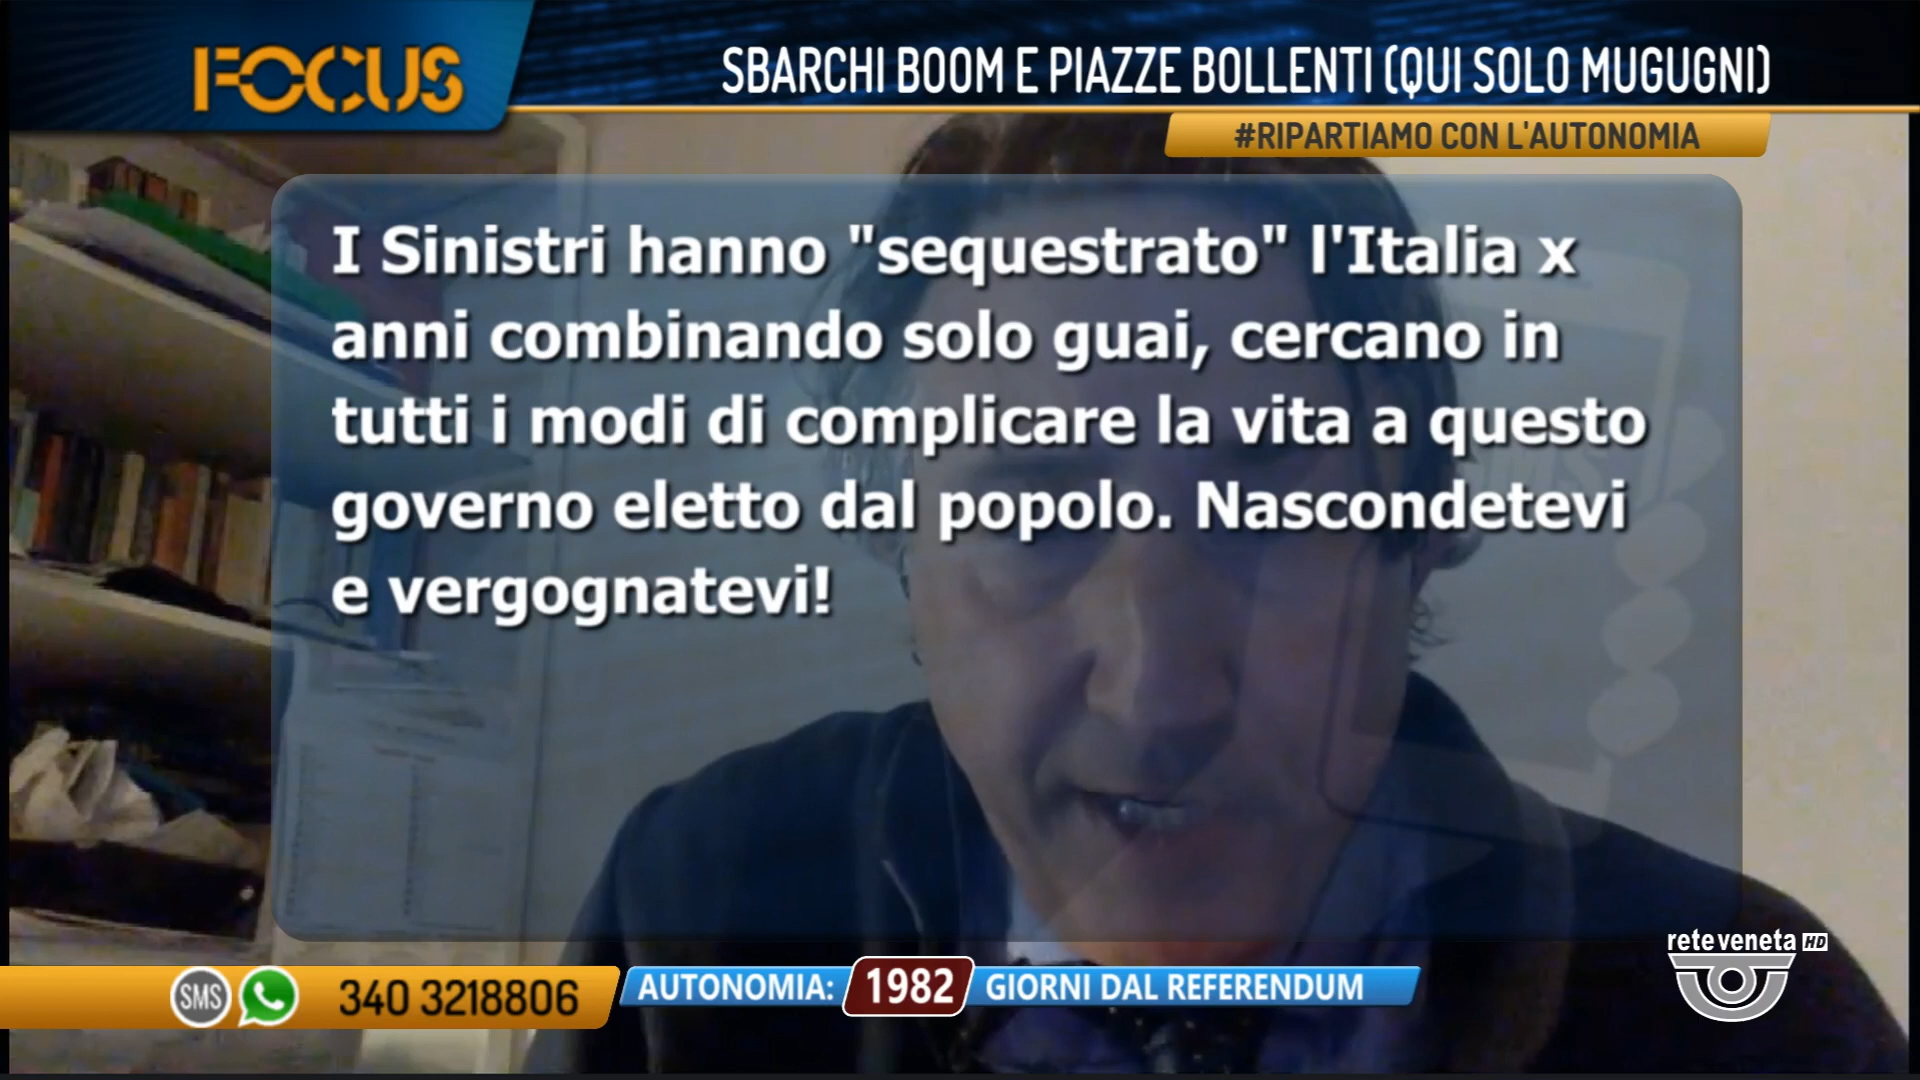 FOCUS
SBARCHI BOOM E PIAZZE BOLLENTI (QUI SOLO MUGUGNI)
#RIPARTIAMO CON L'AUTONOMIA
I Sinistri hanno "sequestrato" l'Italia x
anni combinando solo guai, cercano in
tutti i modi di complicare la vita a questo
governo eletto dal popolo. Nascondetevi
e vergognatevi!
reteveneta HD
SMS 340 3218806
AUTONOMIA: 1982 GIORNI DAL REFERENDUM